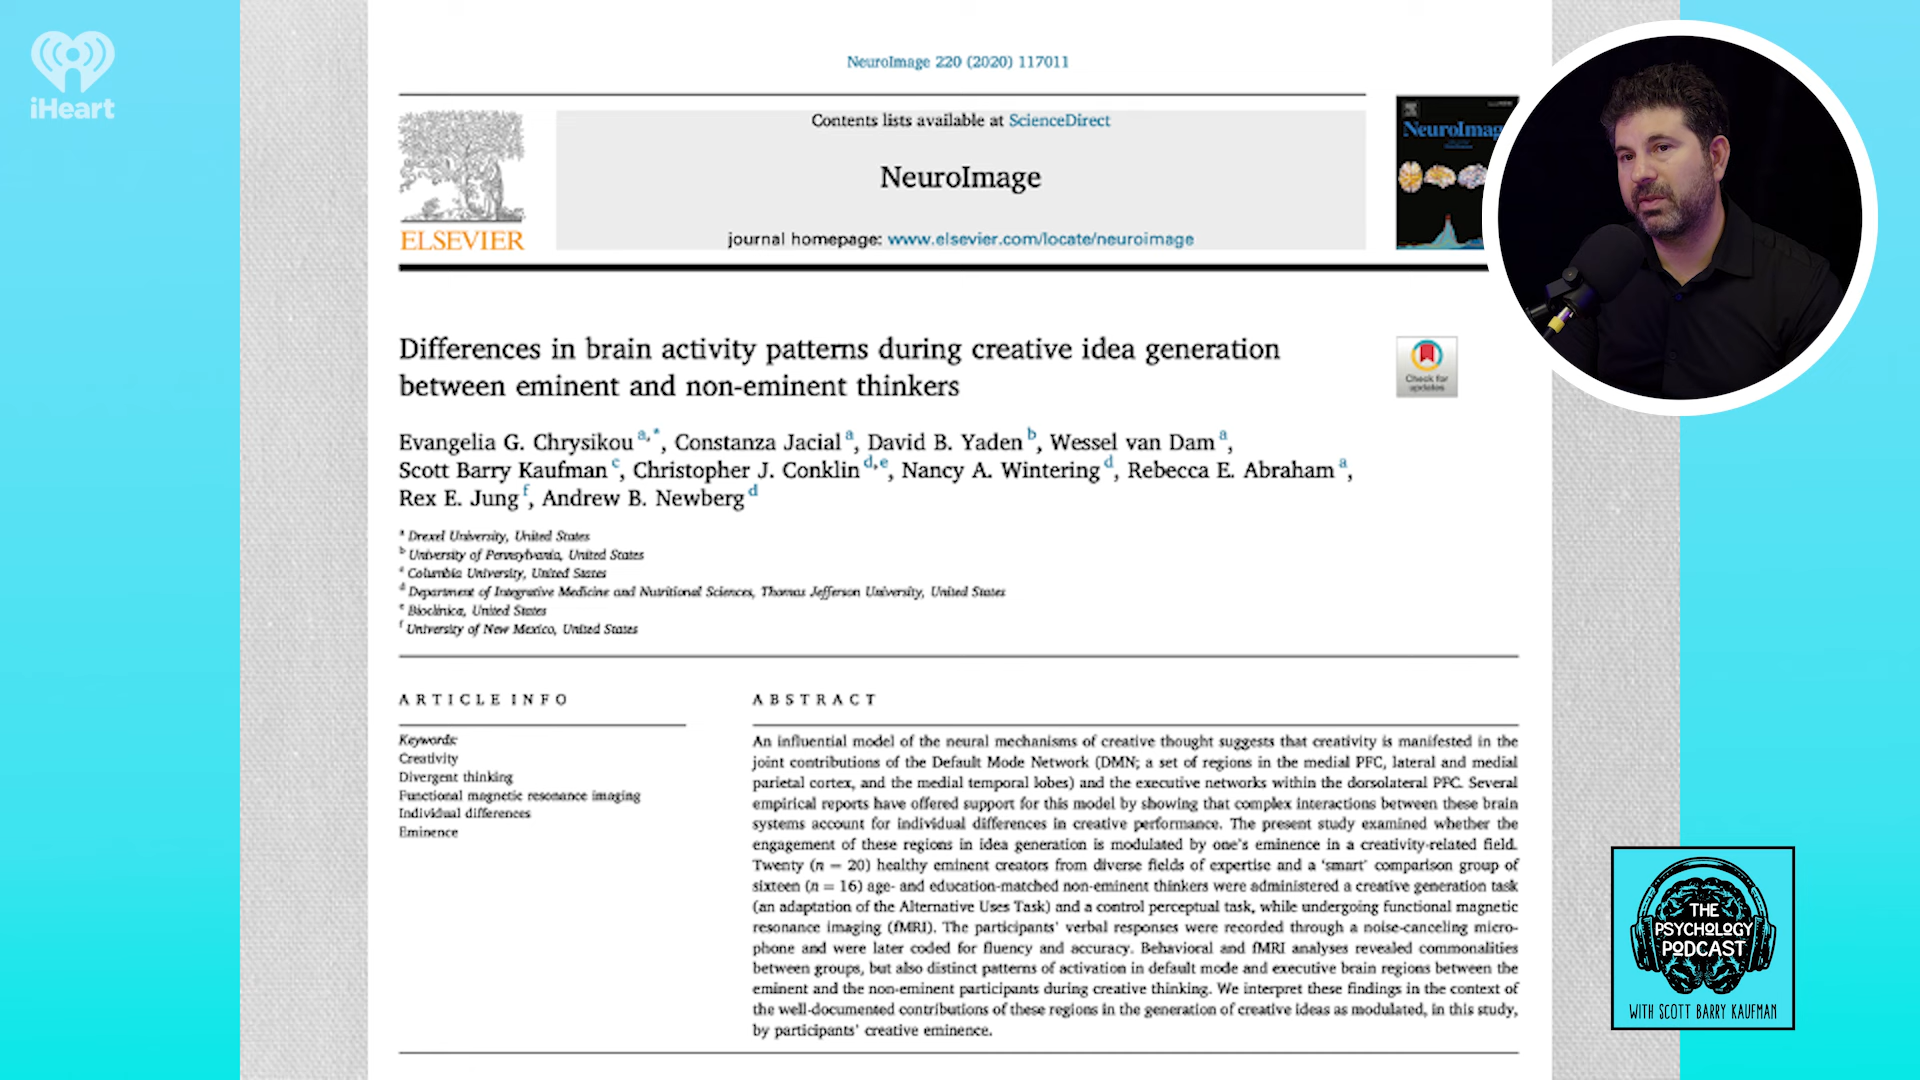 iHeart
NeuroImage 220 (2020) 117011
Contents lists available at ScienceDirect
NeuroImage
journal homepage: www.elsevier.com/locate/neuroimage
ELSEVIER
NeuroImag
Differences in brain activity patterns during creative idea generation
between eminent and non-eminent thinkers
Check for
updates
Evangelia G. Chrysikou a,*, Constanza Jacial a, David B. Yaden b, Wessel van Dam a,
Scott Barry Kaufman c, Christopher J. Conklin d,e, Nancy A. Wintering d, Rebecca E. Abraham a,
Rex E. Jung f, Andrew B. Newberg d
a Drexel University, United States
b University of Pennsylvania, United States
c Columbia University, United States
d Department of Integrative Medicine and Nutritional Sciences, Thomas Jefferson University, United States
e Bioclinica, United States
f University of New Mexico, United States
ARTICLE INFO
Keywords:
Creativity
Divergent thinking
Functional magnetic resonance imaging
Individual differences
Eminence
ABSTRACT
An influential model of the neural mechanisms of creative thought suggests that creativity is manifested in the
joint contributions of the Default Mode Network (DMN; a set of regions in the medial PFC, lateral and medial
parietal cortex, and the medial temporal lobes) and the executive networks within the dorsolateral PFC. Several
empirical reports have offered support for this model by showing that complex interactions between these brain
systems account for individual differences in creative performance. The present study examined whether the
engagement of these regions in idea generation is modulated by one's eminence in a creativity-related field.
Twenty (n = 20) healthy eminent creators from diverse fields of expertise and a 'smart' comparison group of
sixteen (n = 16) age- and education-matched non-eminent thinkers were administered a creative generation task
(an adaptation of the Alternative Uses Task) and a control perceptual task, while undergoing functional magnetic
resonance imaging (fMRI). The participants' verbal responses were recorded through a noise-canceling micro-
phone and were later coded for fluency and accuracy. Behavioral and fMRI analyses revealed commonalities
between groups, but also distinct patterns of activation in default mode and executive brain regions between the
eminent and the non-eminent participants during creative thinking. We interpret these findings in the context of
the well-documented contributions of these regions in the generation of creative ideas as modulated, in this study,
by participants' creative eminence.
THE
PSYCHOLOGY
PODCAST
WITH SCOTT BARRY KAUFMAN